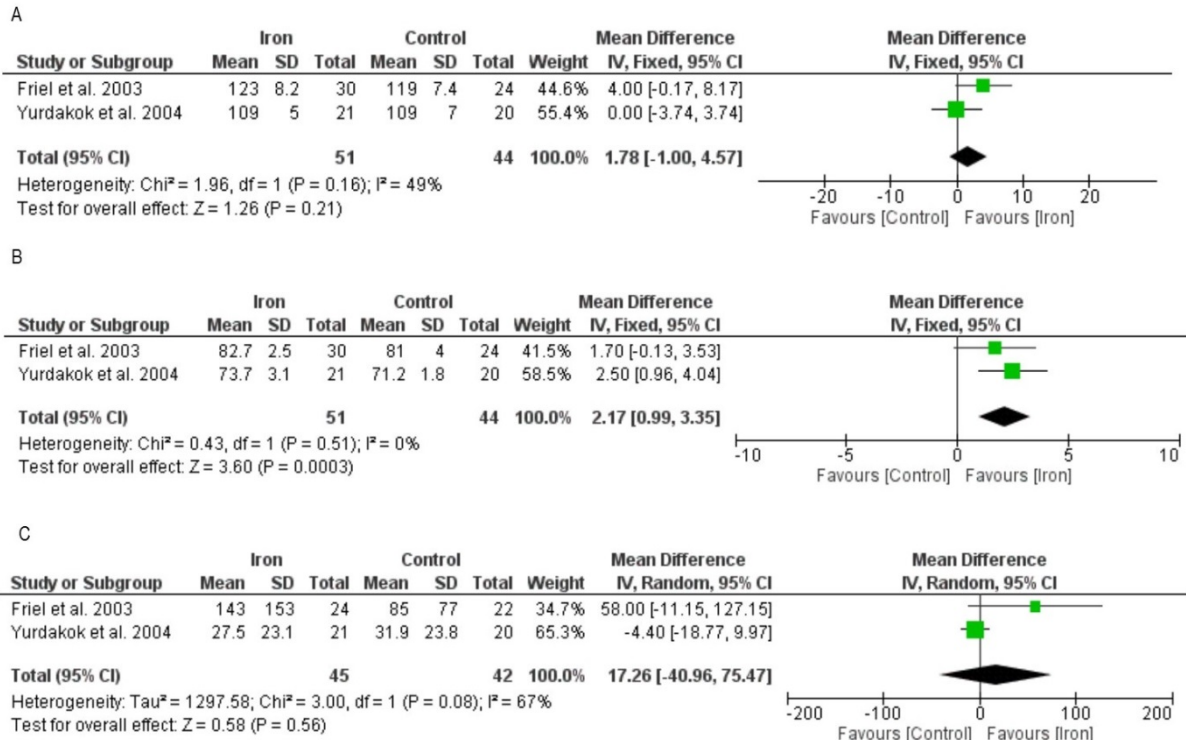 A
Iron Control Mean Difference Mean Difference
Study or Subgroup Mean SD Total Mean SD Total Weight IV, Fixed, 95% CI IV, Fixed, 95% CI
Friel et al. 2003 123 8.2 30 119 7.4 24 44.6% 4.00 [-0.17, 8.17]
Yurdakok et al. 2004 109 5 21 109 7 20 55.4% 0.00 [-3.74, 3.74]
Total (95% CI) 51 44 100.0% 1.78 [-1.00, 4.57]
Heterogeneity: Chi² = 1.96, df = 1 (P = 0.16); I² = 49%
Test for overall effect: Z = 1.26 (P = 0.21)
-20 -10 0 10 20
Favours [Control] Favours [Iron]
B
Iron Control Mean Difference Mean Difference
Study or Subgroup Mean SD Total Mean SD Total Weight IV, Fixed, 95% CI IV, Fixed, 95% CI
Friel et al. 2003 82.7 2.5 30 81 4 24 41.5% 1.70 [-0.13, 3.53]
Yurdakok et al. 2004 73.7 3.1 21 71.2 1.8 20 58.5% 2.50 [0.96, 4.04]
Total (95% CI) 51 44 100.0% 2.17 [0.99, 3.35]
Heterogeneity: Chi² = 0.43, df = 1 (P = 0.51); I² = 0%
Test for overall effect: Z = 3.60 (P = 0.0003)
-10 -5 0 5 10
Favours [Control] Favours [Iron]
C
Iron Control Mean Difference Mean Difference
Study or Subgroup Mean SD Total Mean SD Total Weight IV, Random, 95% CI IV, Random, 95% CI
Friel et al. 2003 143 153 24 85 77 22 34.7% 58.00 [-11.15, 127.15]
Yurdakok et al. 2004 27.5 23.1 21 31.9 23.8 20 65.3% -4.40 [-18.77, 9.97]
Total (95% CI) 45 42 100.0% 17.26 [-40.96, 75.47]
Heterogeneity: Tau² = 1297.58; Chi² = 3.00, df = 1 (P = 0.08); I² = 67%
Test for overall effect: Z = 0.58 (P = 0.56)
-200 -100 0 100 200
Favours [Control] Favours [Iron]